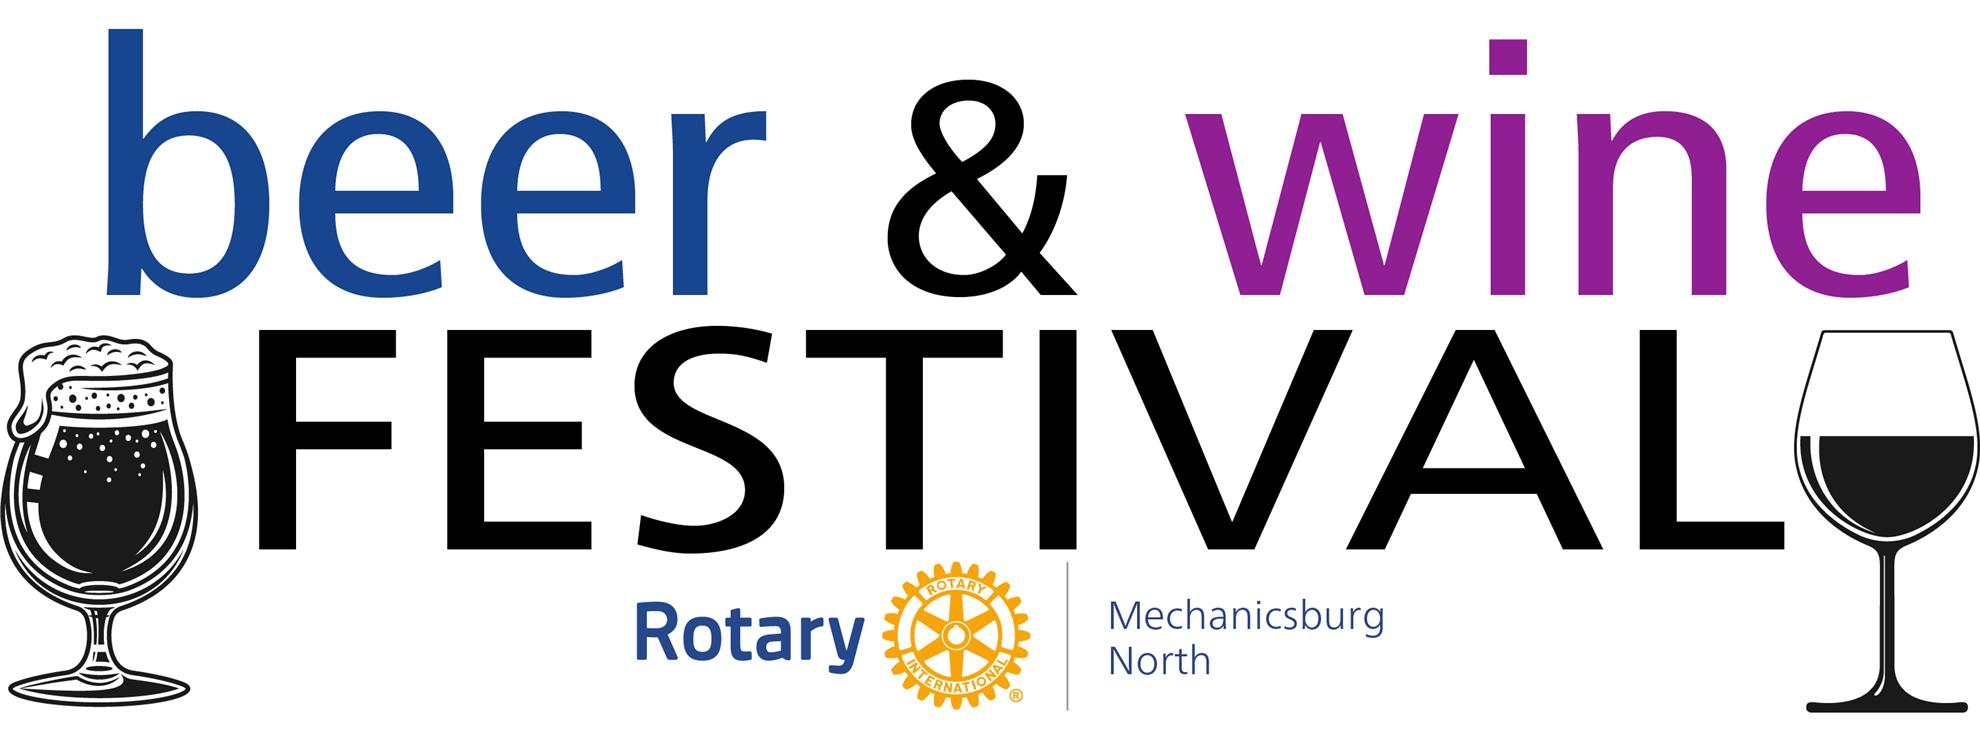 beer & wine
FESTIVAL
Rotary
ROTARY
INTERNATIONAL
®
Mechanicsburg
North